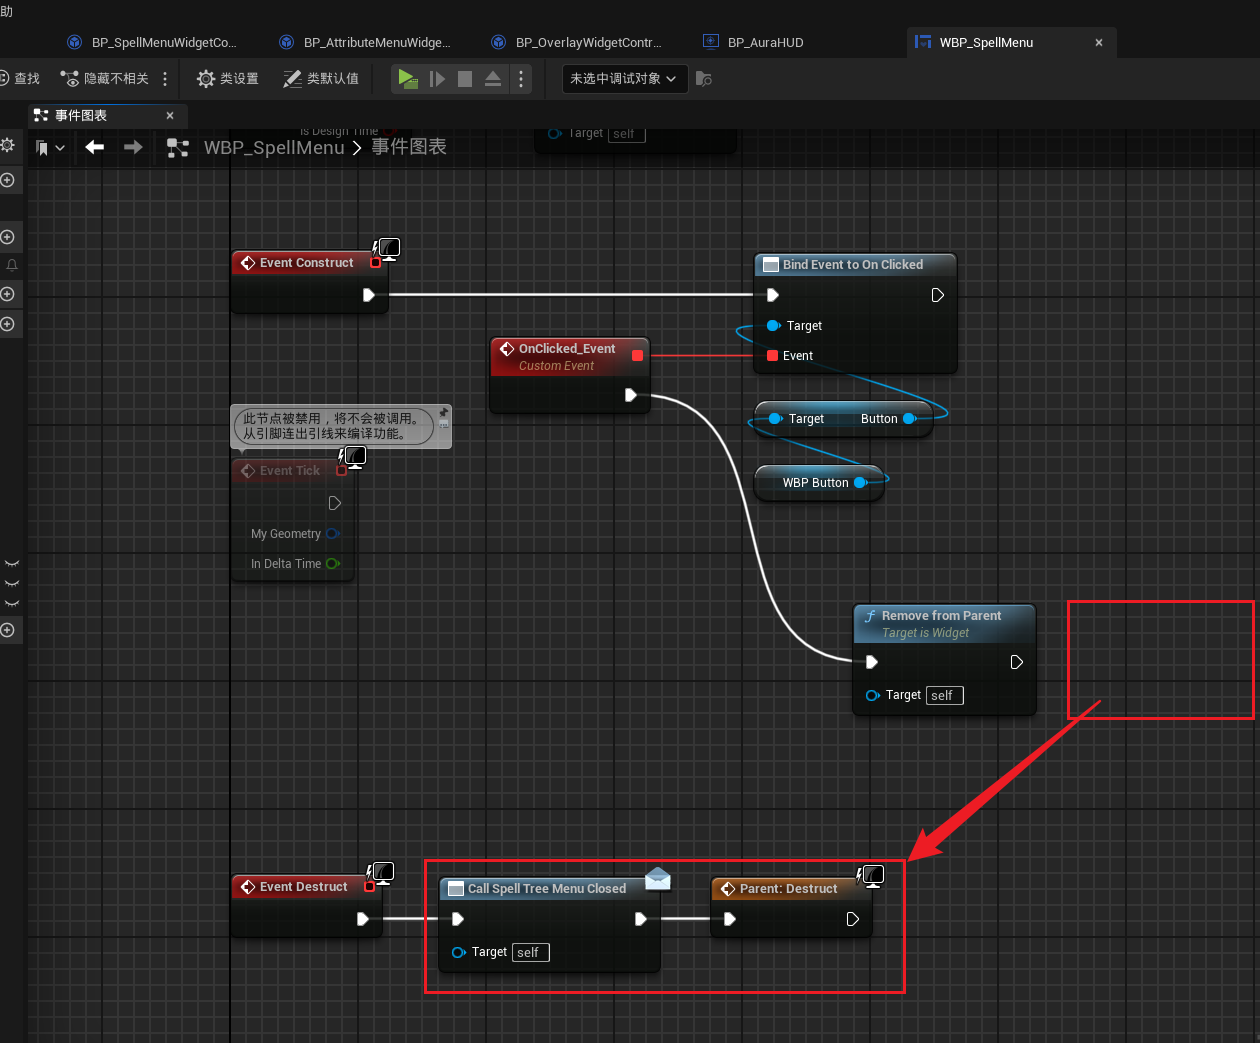 助
BP_SpellMenuWidgetCo...
BP_AttributeMenuWidge...
BP_OverlayWidgetContr...
BP_AuraHUD
WBP_SpellMenu
查找
隐藏不相关
类设置
类默认值
未选中调试对象
事件图表
Is Design Time
Target self
WBP_SpellMenu > 事件图表
Event Construct
Bind Event to On Clicked
Target
Event
OnClicked_Event
Custom Event
此节点被禁用，将不会被调用。
从引脚连出引线来编译功能。
Target Button
WBP Button
Event Tick
My Geometry
In Delta Time
Remove from Parent
Target is Widget
Target self
Event Destruct
Call Spell Tree Menu Closed
Target self
Parent: Destruct